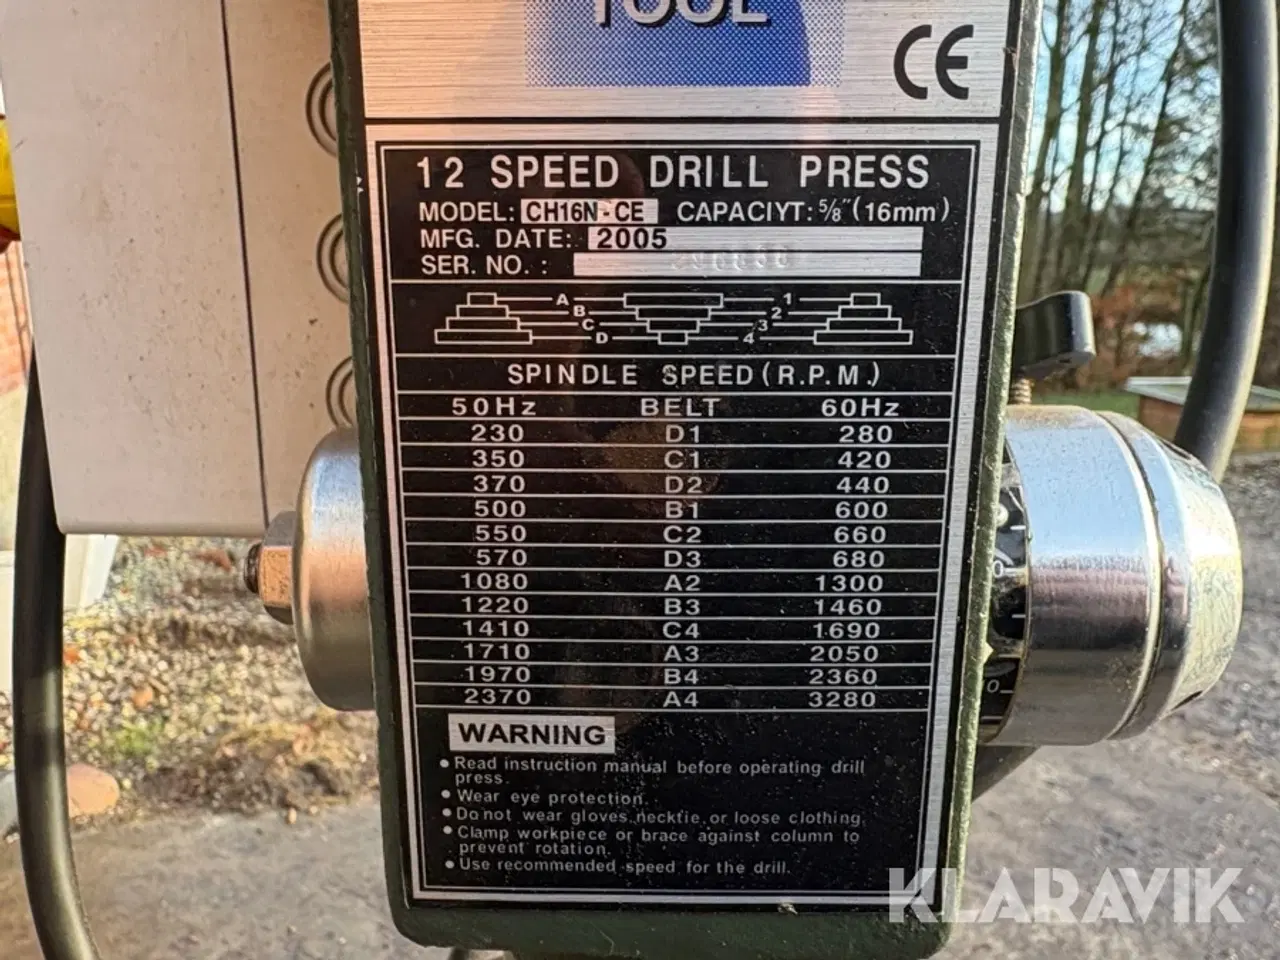 TOOL
CE
12 SPEED DRILL PRESS
MODEL: CH16N-CE CAPACIYT: 5/8"(16mm)
MFG. DATE: 2005
SER. NO. :
A 1
B 2
C 3
D 4
SPINDLE SPEED (R.P.M.)
50Hz BELT 60Hz
230 D1 280
350 C1 420
370 D2 440
500 B1 600
550 C2 660
570 D3 680
1080 A2 1300
1220 B3 1460
1410 C4 1690
1710 A3 2050
1970 B4 2360
2370 A4 3280
WARNING
• Read instruction manual before operating drill
press.
• Wear eye protection.
• Do not wear gloves, necktie, or loose clothing.
• Clamp workpiece or brace against column to
prevent rotation.
• Use recommended speed for the drill.
KLARAVIK